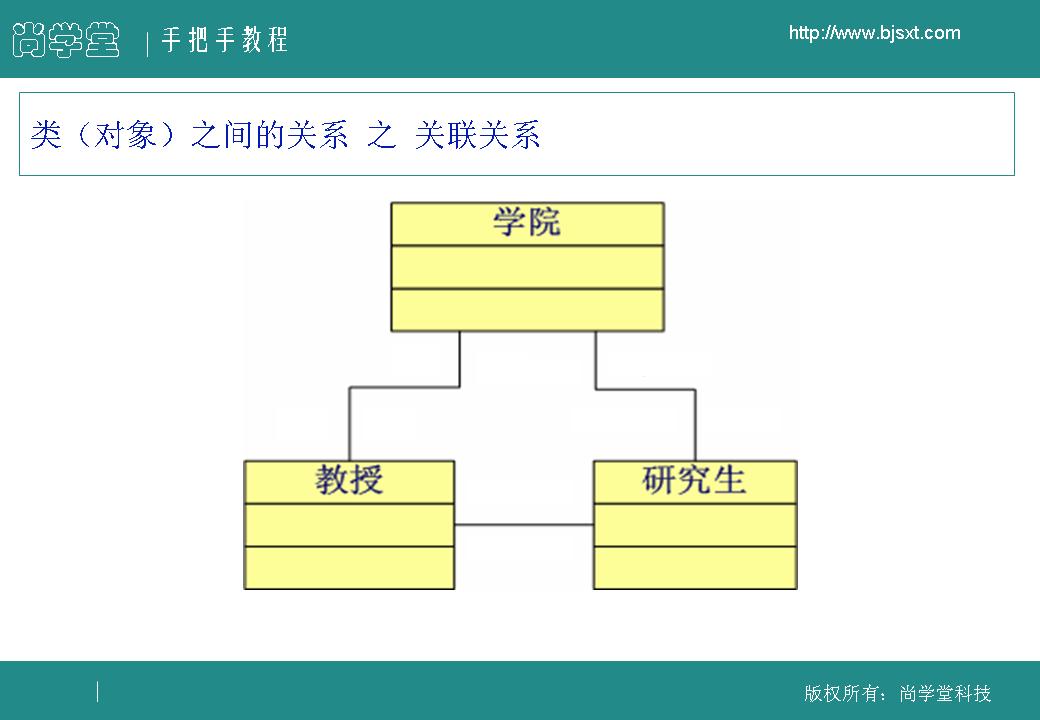 尚学堂
手把手教程
http://www.bjsxt.com
类（对象）之间的关系 之 关联关系
学院
教授
研究生
版权所有：尚学堂科技